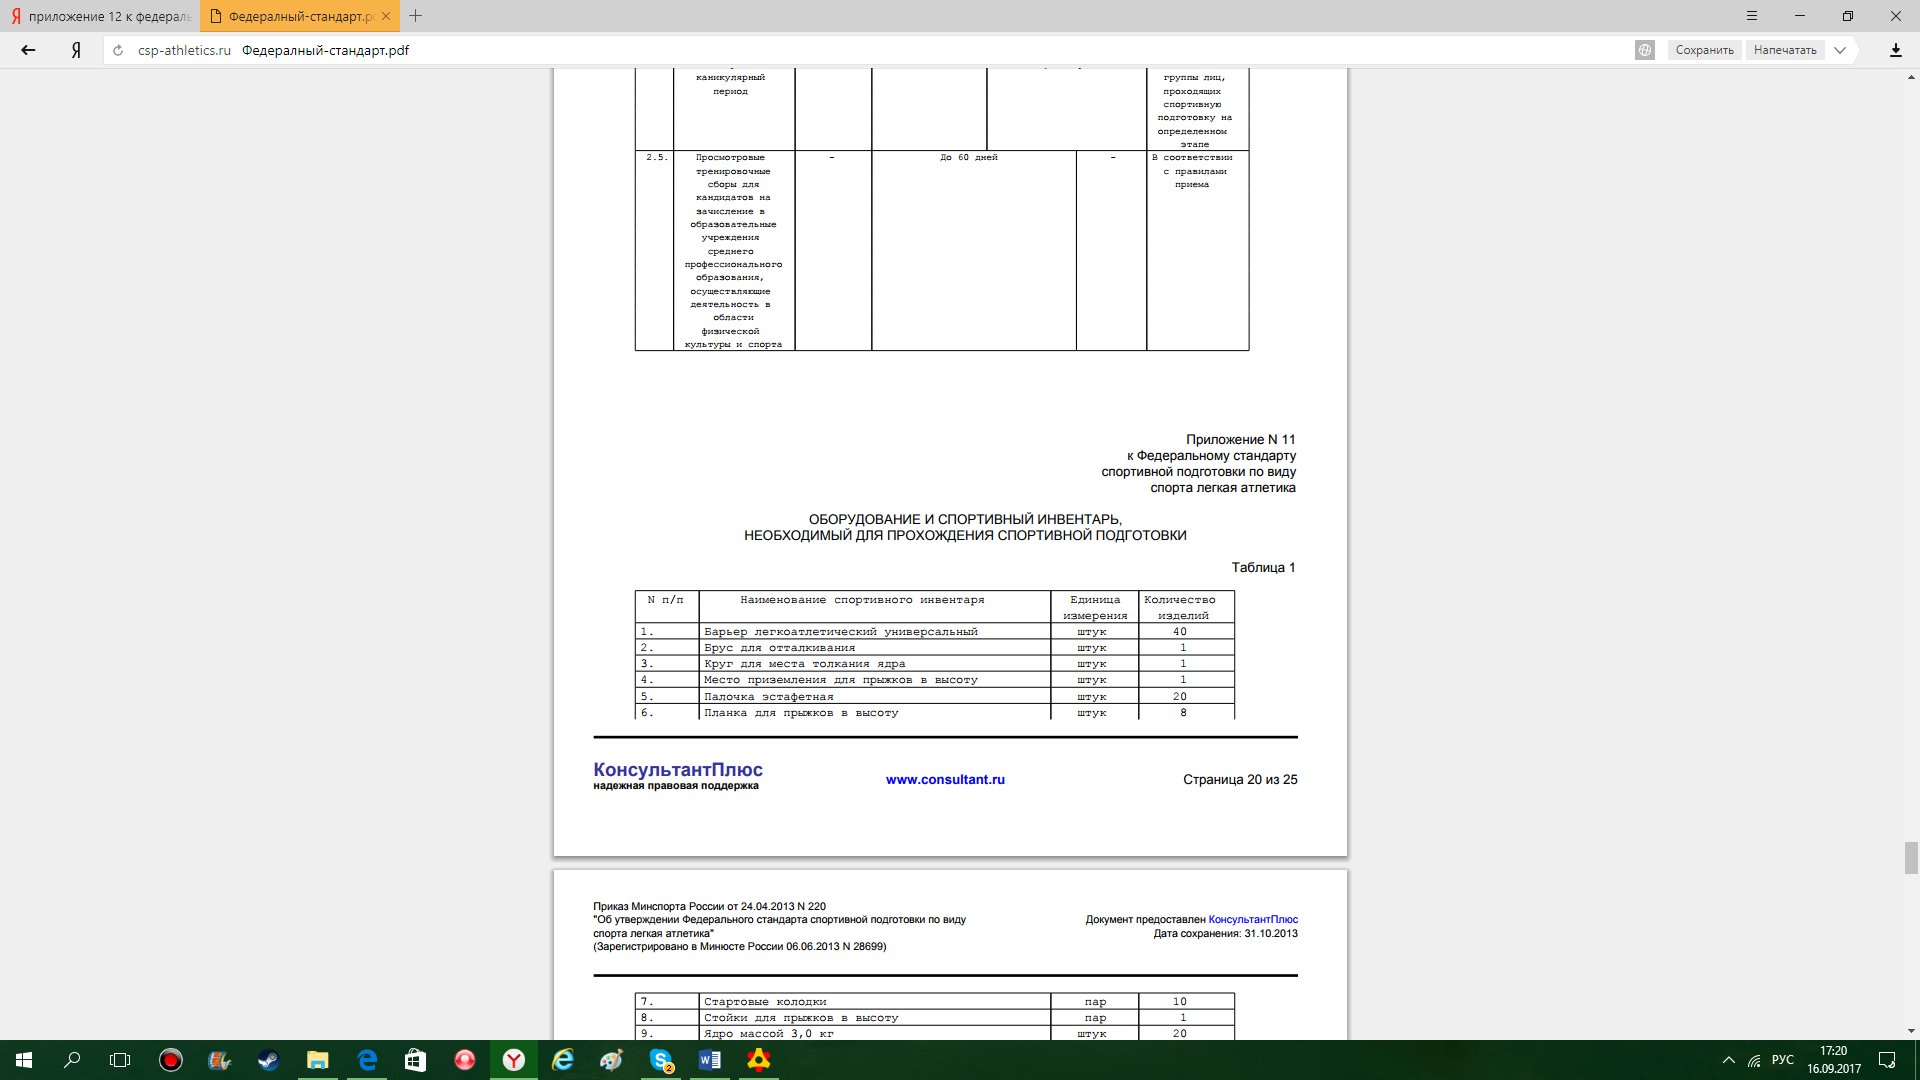 приложение 12 к федераль
Федералный-стандарт.pd
csp-athletics.ru Федералный-стандарт.pdf
Сохранить
Напечатать
каникулярный
период
группы лиц,
проходящих
спортивную
подготовку на
определенном
этапе
2.5.
Просмотровые
тренировочные
сборы для
кандидатов на
зачисление в
образовательные
учреждения
среднего
профессионального
образования,
осуществляющие
деятельность в
области
физической
культуры и спорта
-
До 60 дней
-
В соответствии
с правилами
приема
Приложение N 11
к Федеральному стандарту
спортивной подготовки по виду
спорта легкая атлетика
ОБОРУДОВАНИЕ И СПОРТИВНЫЙ ИНВЕНТАРЬ,
НЕОБХОДИМЫЙ ДЛЯ ПРОХОЖДЕНИЯ СПОРТИВНОЙ ПОДГОТОВКИ
Таблица 1
N п/п Наименование спортивного инвентаря Единица Количество
измерения изделий
1. Барьер легкоатлетический универсальный штук 40
2. Брус для отталкивания штук 1
3. Круг для места толкания ядра штук 1
4. Место приземления для прыжков в высоту штук 1
5. Палочка эстафетная штук 20
6. Планка для прыжков в высоту штук 8
КонсультантПлюс
надежная правовая поддержка
www.consultant.ru
Страница 20 из 25
Приказ Минспорта России от 24.04.2013 N 220
"Об утверждении Федерального стандарта спортивной подготовки по виду
спорта легкая атлетика"
(Зарегистрировано в Минюсте России 06.06.2013 N 28699)
Документ предоставлен КонсультантПлюс
Дата сохранения: 31.10.2013
7. Стартовые колодки пар 10
8. Стойки для прыжков в высоту пар 1
9. Ядро массой 3,0 кг штук 20
2
РУС
17:20
16.09.2017